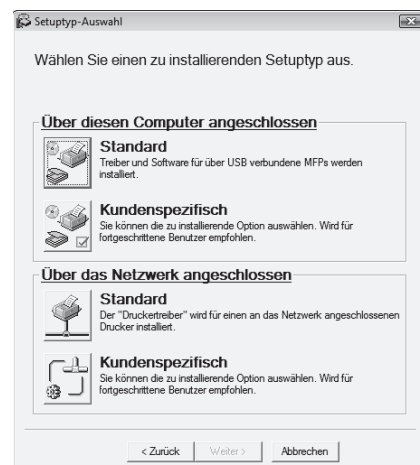 Setuptyp-Auswahl
Wählen Sie einen zu installierenden Setuptyp aus.
Über diesen Computer angeschlossen
Standard
Treiber und Software für über USB verbundene MFPs werden
installiert.
Kundenspezifisch
Sie können die zu installierende Option auswählen. Wird für
fortgeschrittene Benutzer empfohlen.
Über das Netzwerk angeschlossen
Standard
Der "Druckertreiber" wird für einen an das Netzwerk angeschlossenen
Drucker installiert.
Kundenspezifisch
Sie können die zu installierende Option auswählen. Wird für
fortgeschrittene Benutzer empfohlen.
< Zurück Weiter > Abbrechen